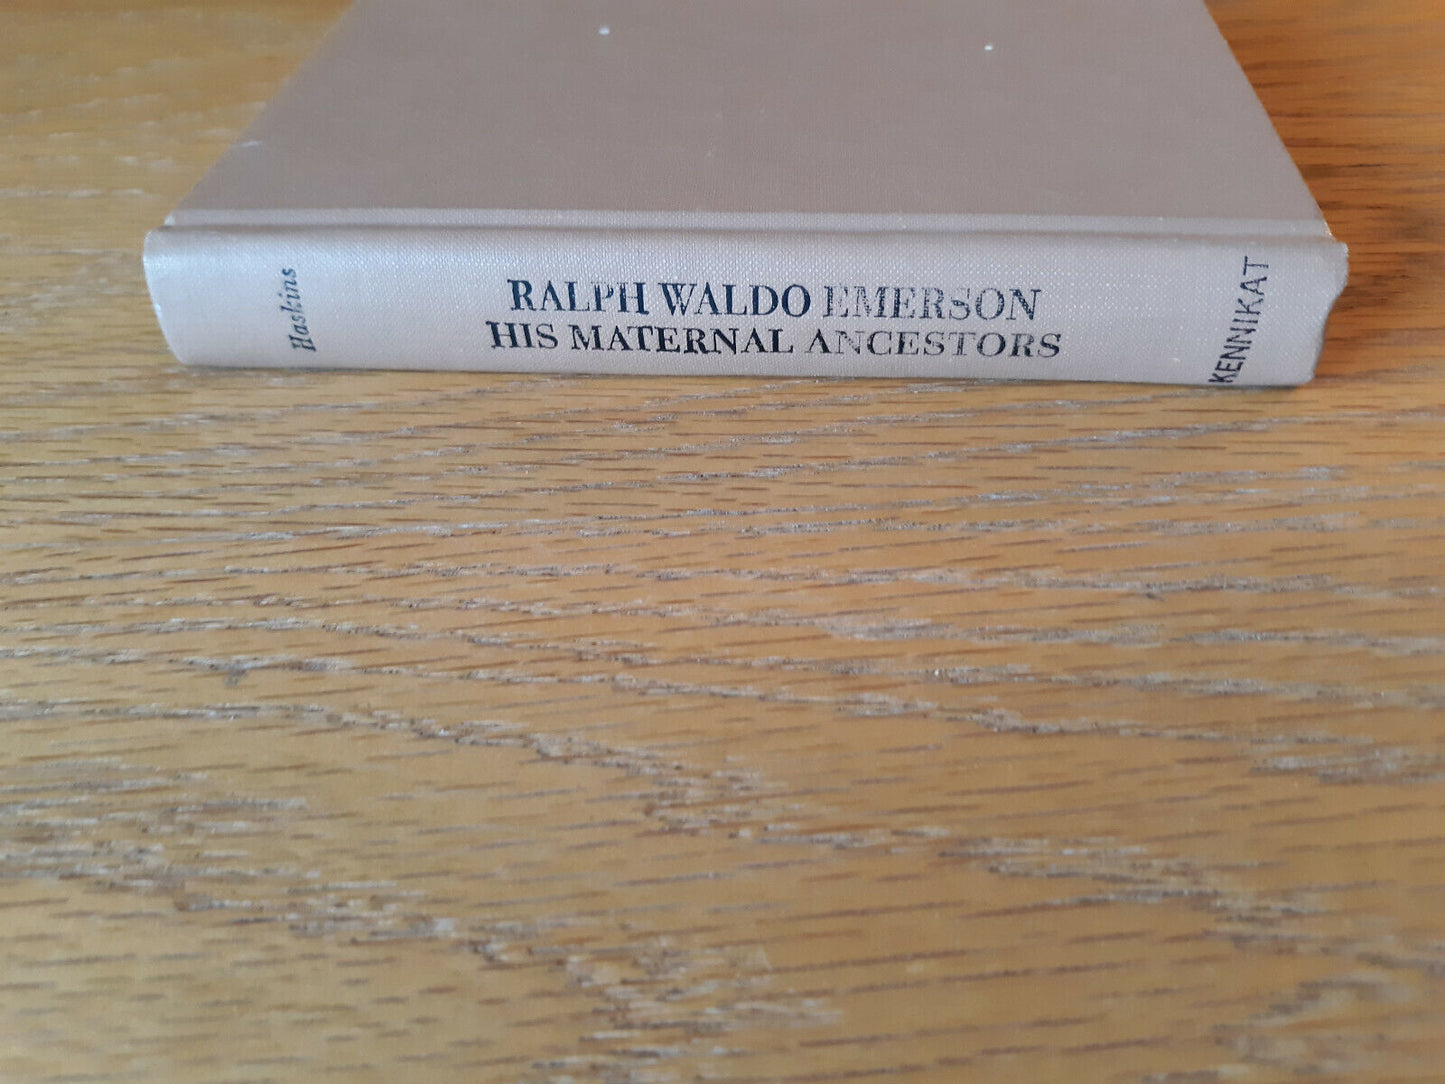 Haskins
RALPH WALDO EMERSON
HIS MATERNAL ANCESTORS
KENNIKAT